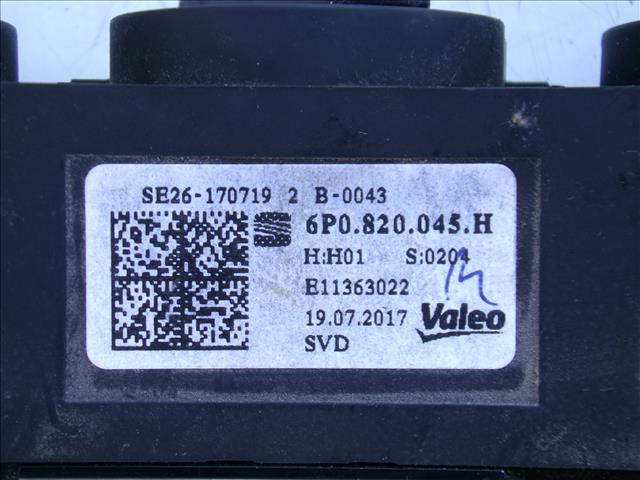 SE26-170719 2 B-0043
6P0.820.045.H
H:H01 S:0204
E11363022
19.07.2017 Valeo
SVD